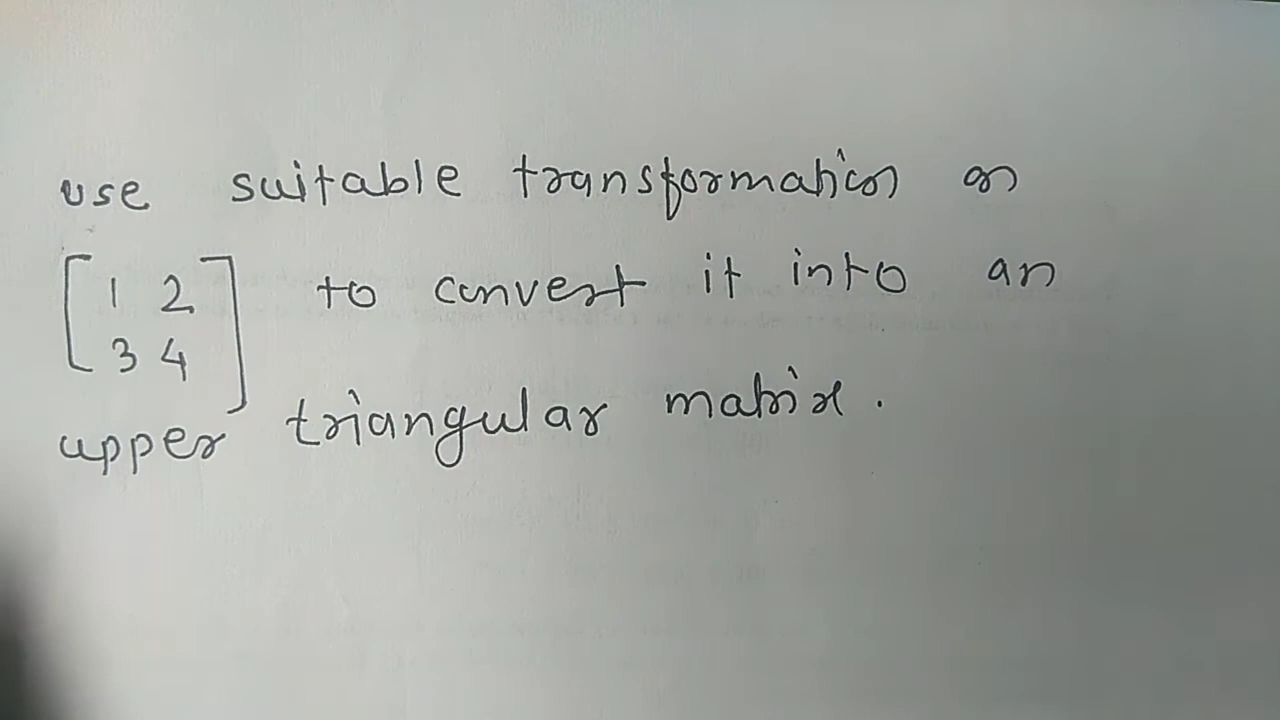 use suitable transformation on
[1 2
3 4] to convert it into an
upper triangular matrix.